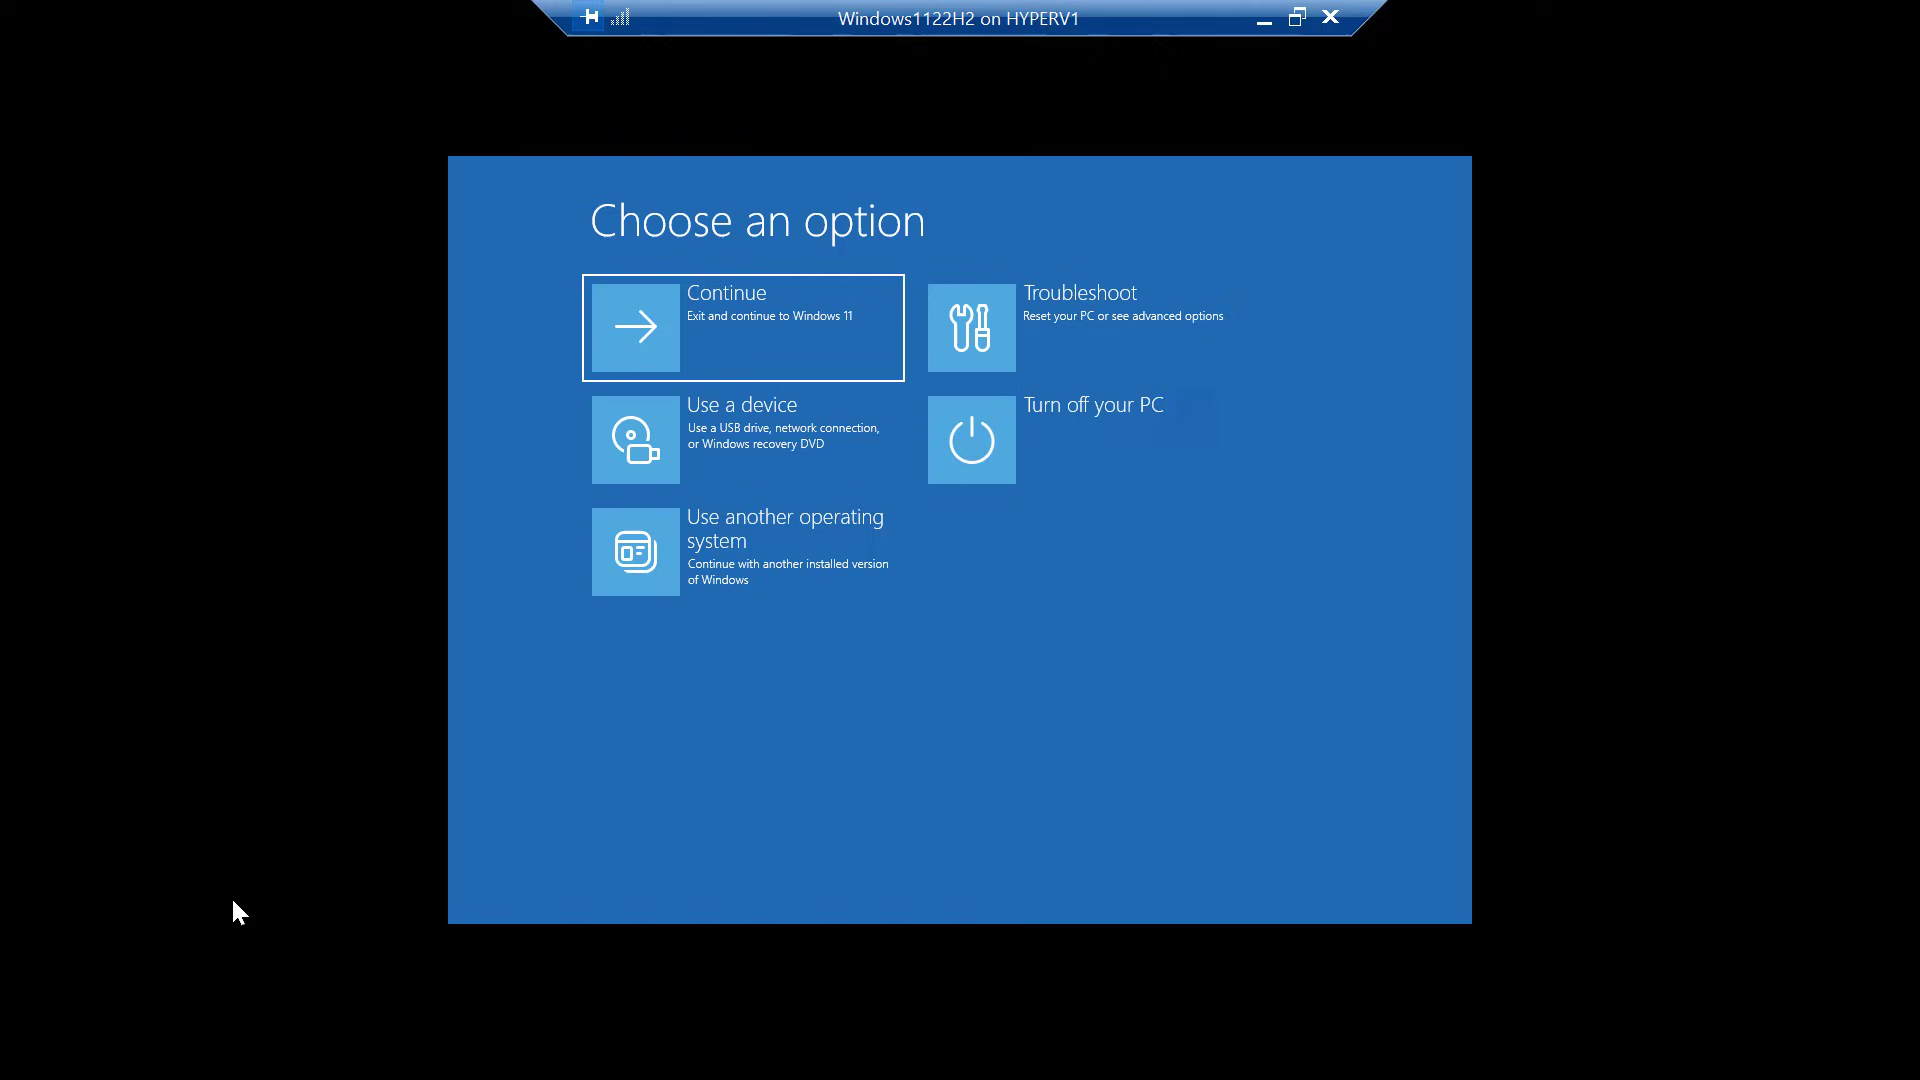 Windows1122H2 on HYPERV1
Choose an option
Continue
Exit and continue to Windows 11
Troubleshoot
Reset your PC or see advanced options
Use a device
Use a USB drive, network connection,
or Windows recovery DVD
Turn off your PC
Use another operating
system
Continue with another installed version
of Windows